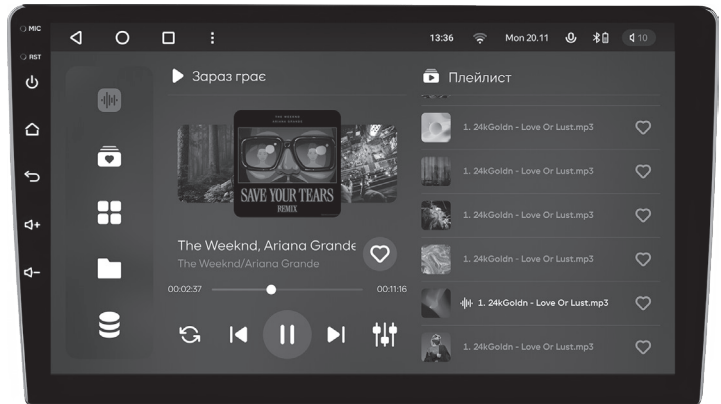 MIC
RST
13:36
Mon 20.11
10
Зараз грає
THE WEEKND
ARIANA GRANDE
SAVE YOUR TEARS
REMIX
The Weeknd, Ariana Grande
The Weeknd/Ariana Grande
00:02:37
00:11:16
Плейлист
1. 24kGoldn - Love Or Lust.mp3
1. 24kGoldn - Love Or Lust.mp3
1. 24kGoldn - Love Or Lust.mp3
1. 24kGoldn - Love Or Lust.mp3
1. 24kGoldn - Love Or Lust.mp3
1. 24kGoldn - Love Or Lust.mp3